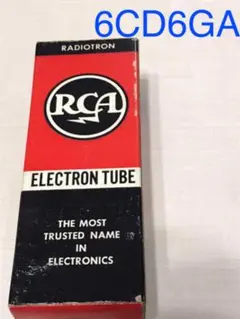 6CD6GA
RADIOTRON
RCA
ELECTRON TUBE
THE MOST
TRUSTED NAME
IN
ELECTRONICS